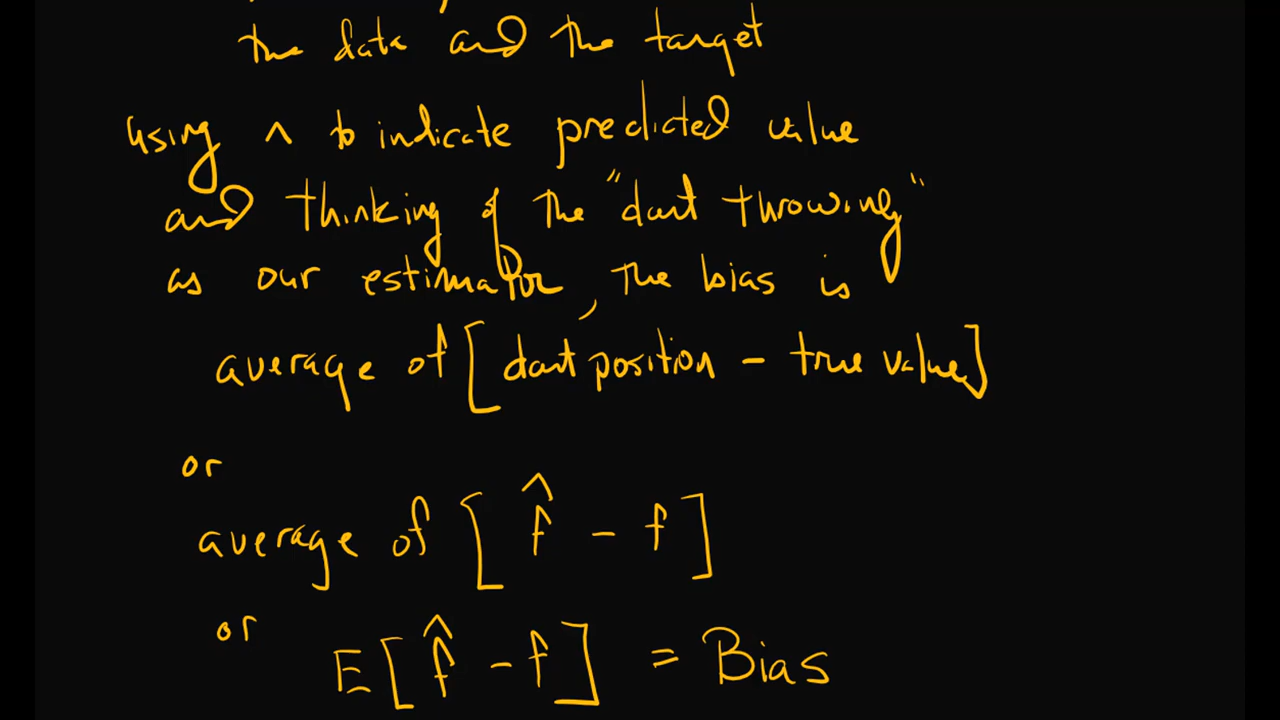 the data and the target
using ^ to indicate predicted value
and thinking of the "dart throwing"
as our estimator, the bias is
average of [dart position - true value]
or
average of [f̂ - f]
or E[f̂ - f] = Bias